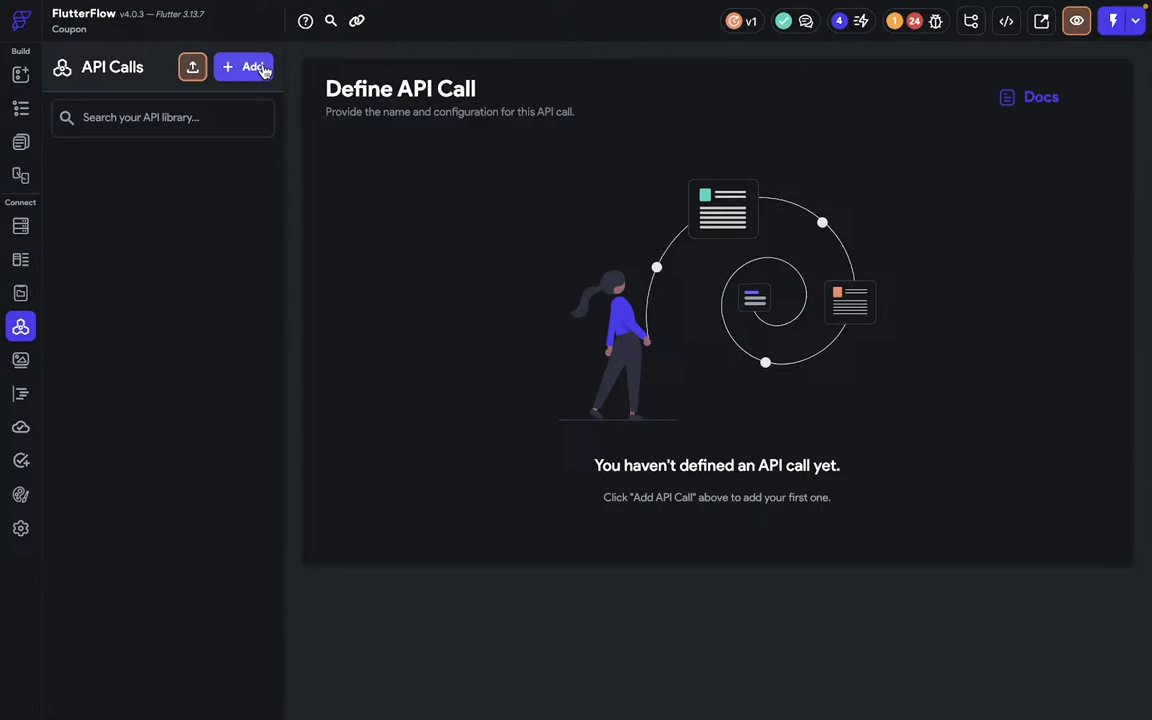 FlutterFlow v4.0.3 — Flutter 3.13.7
Coupon
v1
4
1
24
Build
API Calls
+ Add
Search your API library...
Connect
Define API Call
Provide the name and configuration for this API call.
Docs
You haven't defined an API call yet.
Click "Add API Call" above to add your first one.